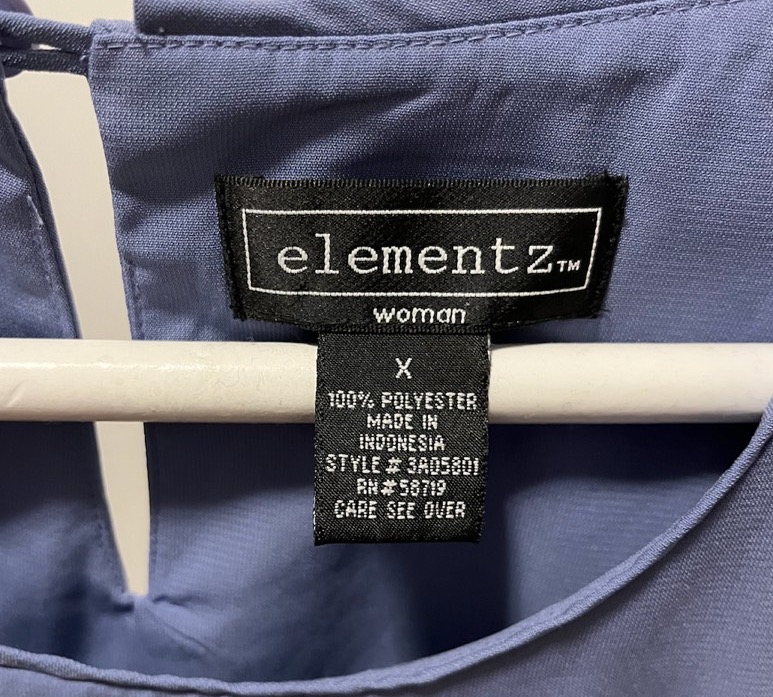 elementz™
woman
X
100% POLYESTER
MADE IN
INDONESIA
STYLE # 3A05801
RN#58719
CARE SEE OVER